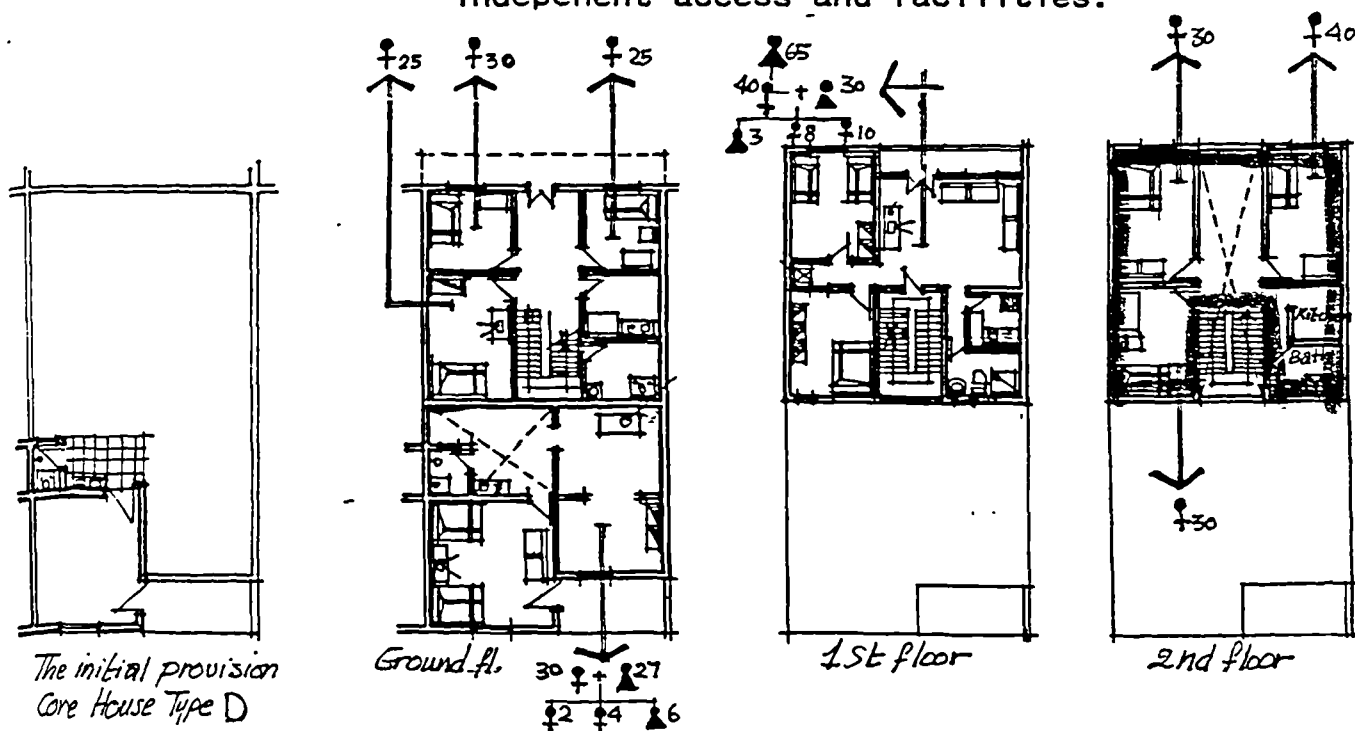 Indepenent access and facilities.
25 30 25
65
40 + 30
3 8 10
30 40
Kitchen
Bath
30
The initial provision
Core House Type D
Ground fl.
1st floor
2nd floor
30 + 27
2 4 6